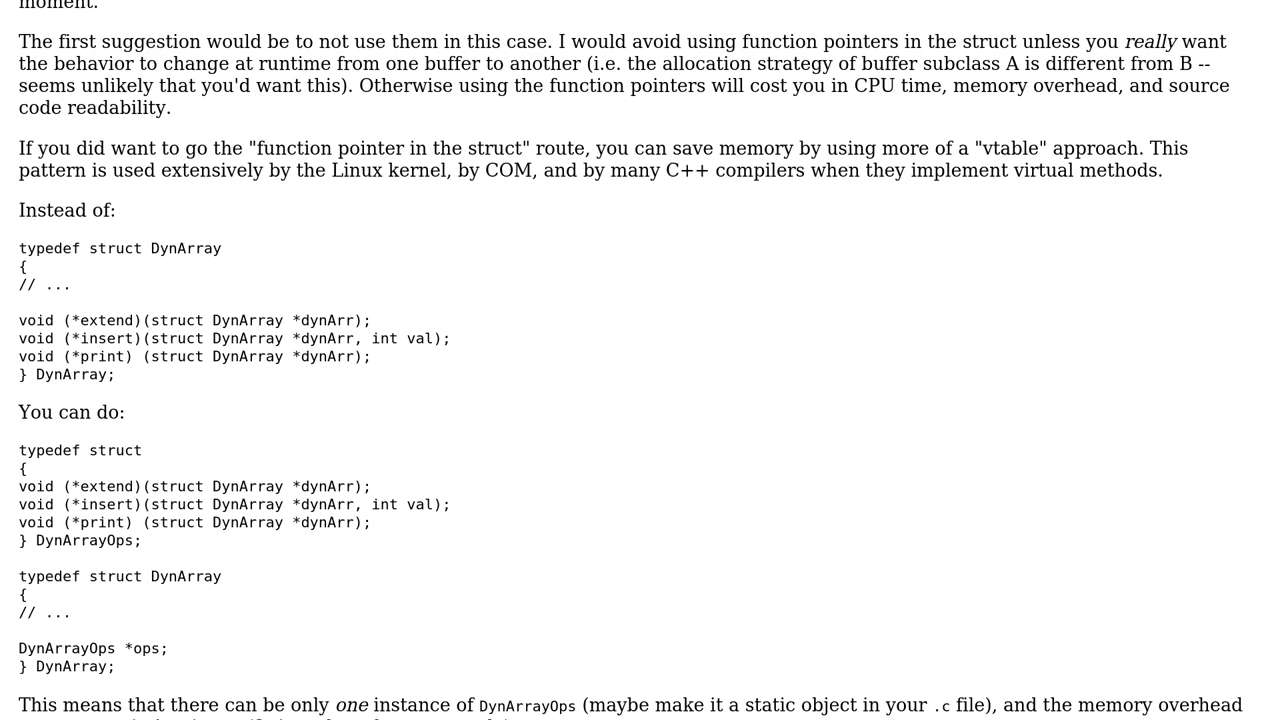 moment.
The first suggestion would be to not use them in this case. I would avoid using function pointers in the struct unless you really want
the behavior to change at runtime from one buffer to another (i.e. the allocation strategy of buffer subclass A is different from B --
seems unlikely that you'd want this). Otherwise using the function pointers will cost you in CPU time, memory overhead, and source
code readability.
If you did want to go the "function pointer in the struct" route, you can save memory by using more of a "vtable" approach. This
pattern is used extensively by the Linux kernel, by COM, and by many C++ compilers when they implement virtual methods.
Instead of:
typedef struct DynArray
{
// ...
void (*extend)(struct DynArray *dynArr);
void (*insert)(struct DynArray *dynArr, int val);
void (*print) (struct DynArray *dynArr);
} DynArray;
You can do:
typedef struct
{
void (*extend)(struct DynArray *dynArr);
void (*insert)(struct DynArray *dynArr, int val);
void (*print) (struct DynArray *dynArr);
} DynArrayOps;
typedef struct DynArray
{
// ...
DynArrayOps *ops;
} DynArray;
This means that there can be only one instance of DynArrayOps (maybe make it a static object in your .c file), and the memory overhead